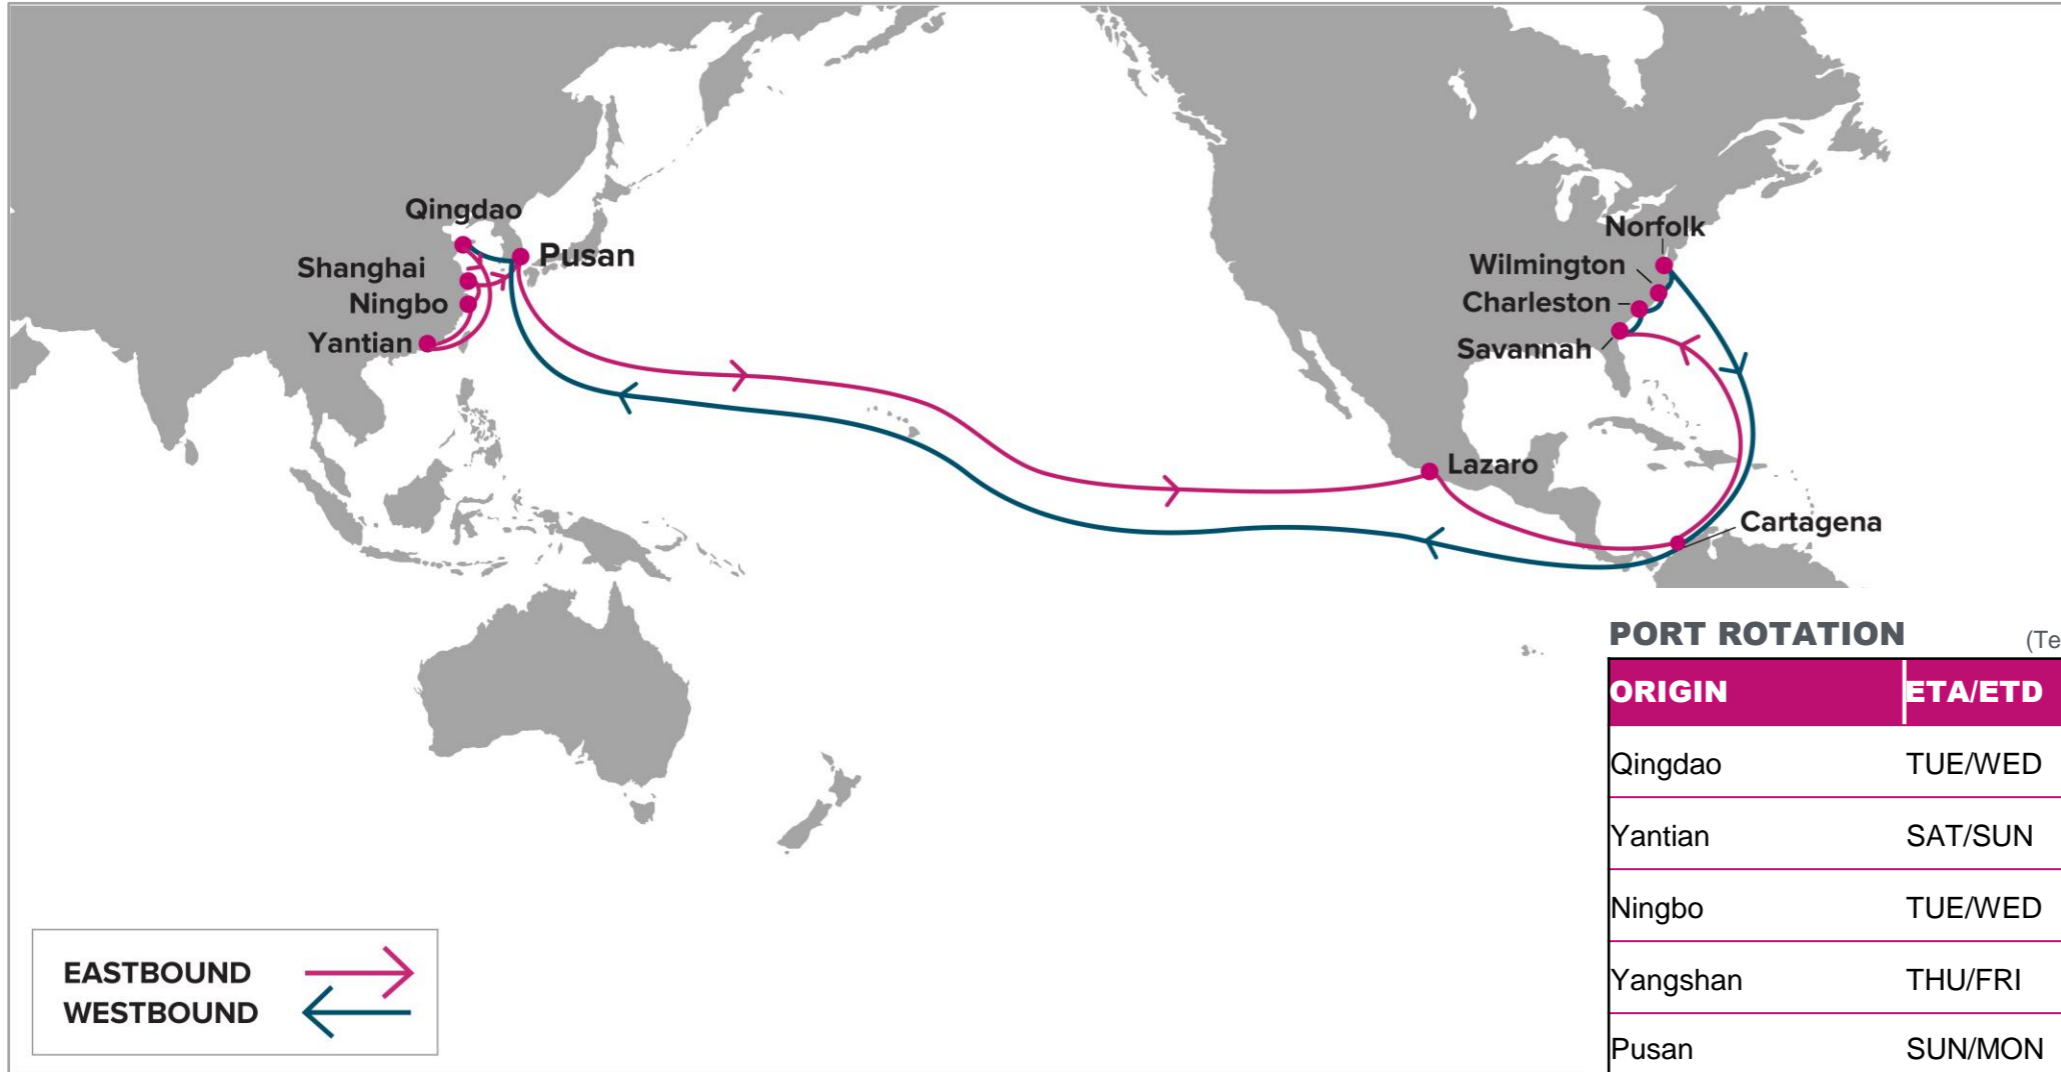 Qingdao
Pusan
Shanghai
Ningbo
Yantian
Norfolk
Wilmington
Charleston
Savannah
Lazaro
Cartagena
PORT ROTATION (Te
ORIGIN ETA/ETD
Qingdao TUE/WED
Yantian SAT/SUN
Ningbo TUE/WED
Yangshan THU/FRI
Pusan SUN/MON
EASTBOUND
WESTBOUND